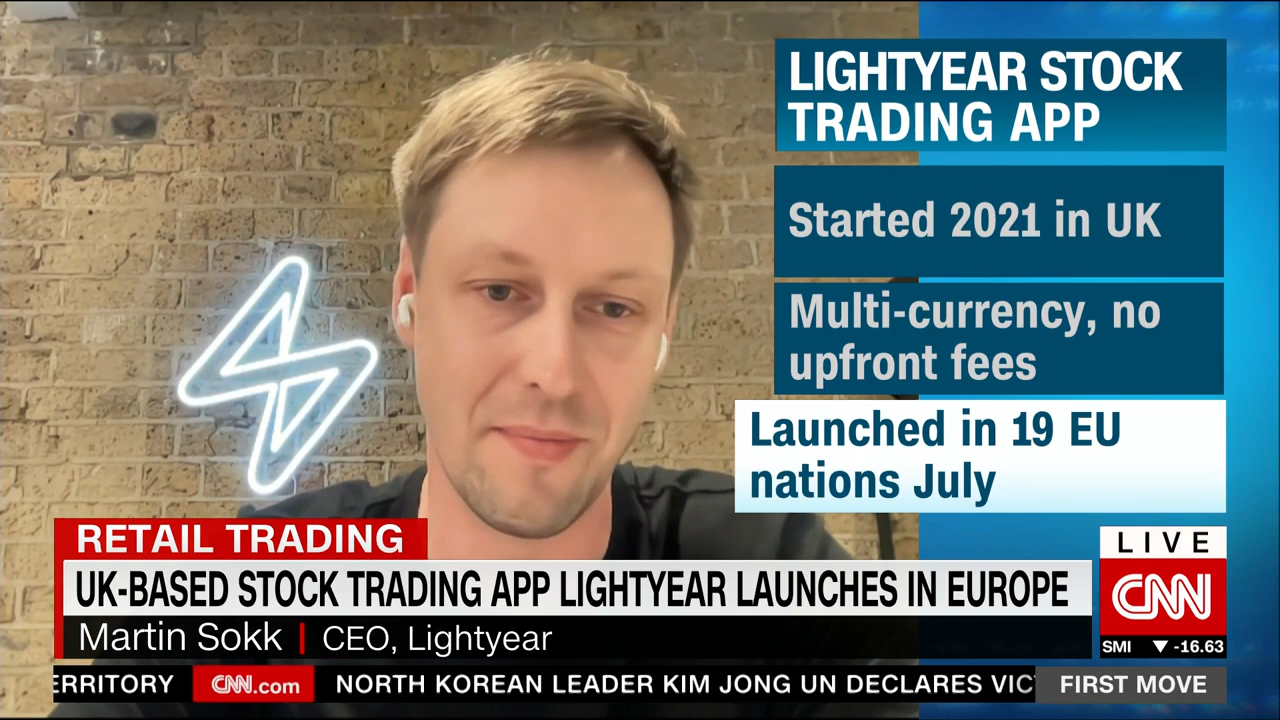 LIGHTYEAR STOCK
TRADING APP
Started 2021 in UK
Multi-currency, no
upfront fees
Launched in 19 EU
nations July
RETAIL TRADING
UK-BASED STOCK TRADING APP LIGHTYEAR LAUNCHES IN EUROPE
Martin Sokk | CEO, Lightyear
LIVE
CNN
SMI ▼ -16.63
ERRITORY CNN.com NORTH KOREAN LEADER KIM JONG UN DECLARES VIC
FIRST MOVE